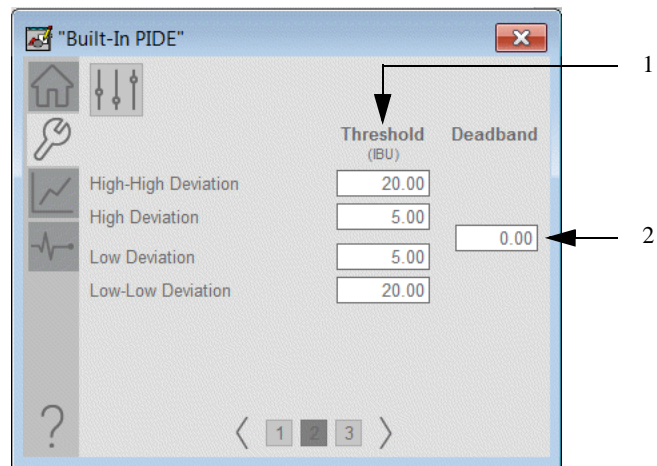 "Built-In PIDE"
1
Threshold Deadband
(IBU)
High-High Deviation 20.00
High Deviation 5.00
0.00 2
Low Deviation 5.00
Low-Low Deviation 20.00
?
1 2 3